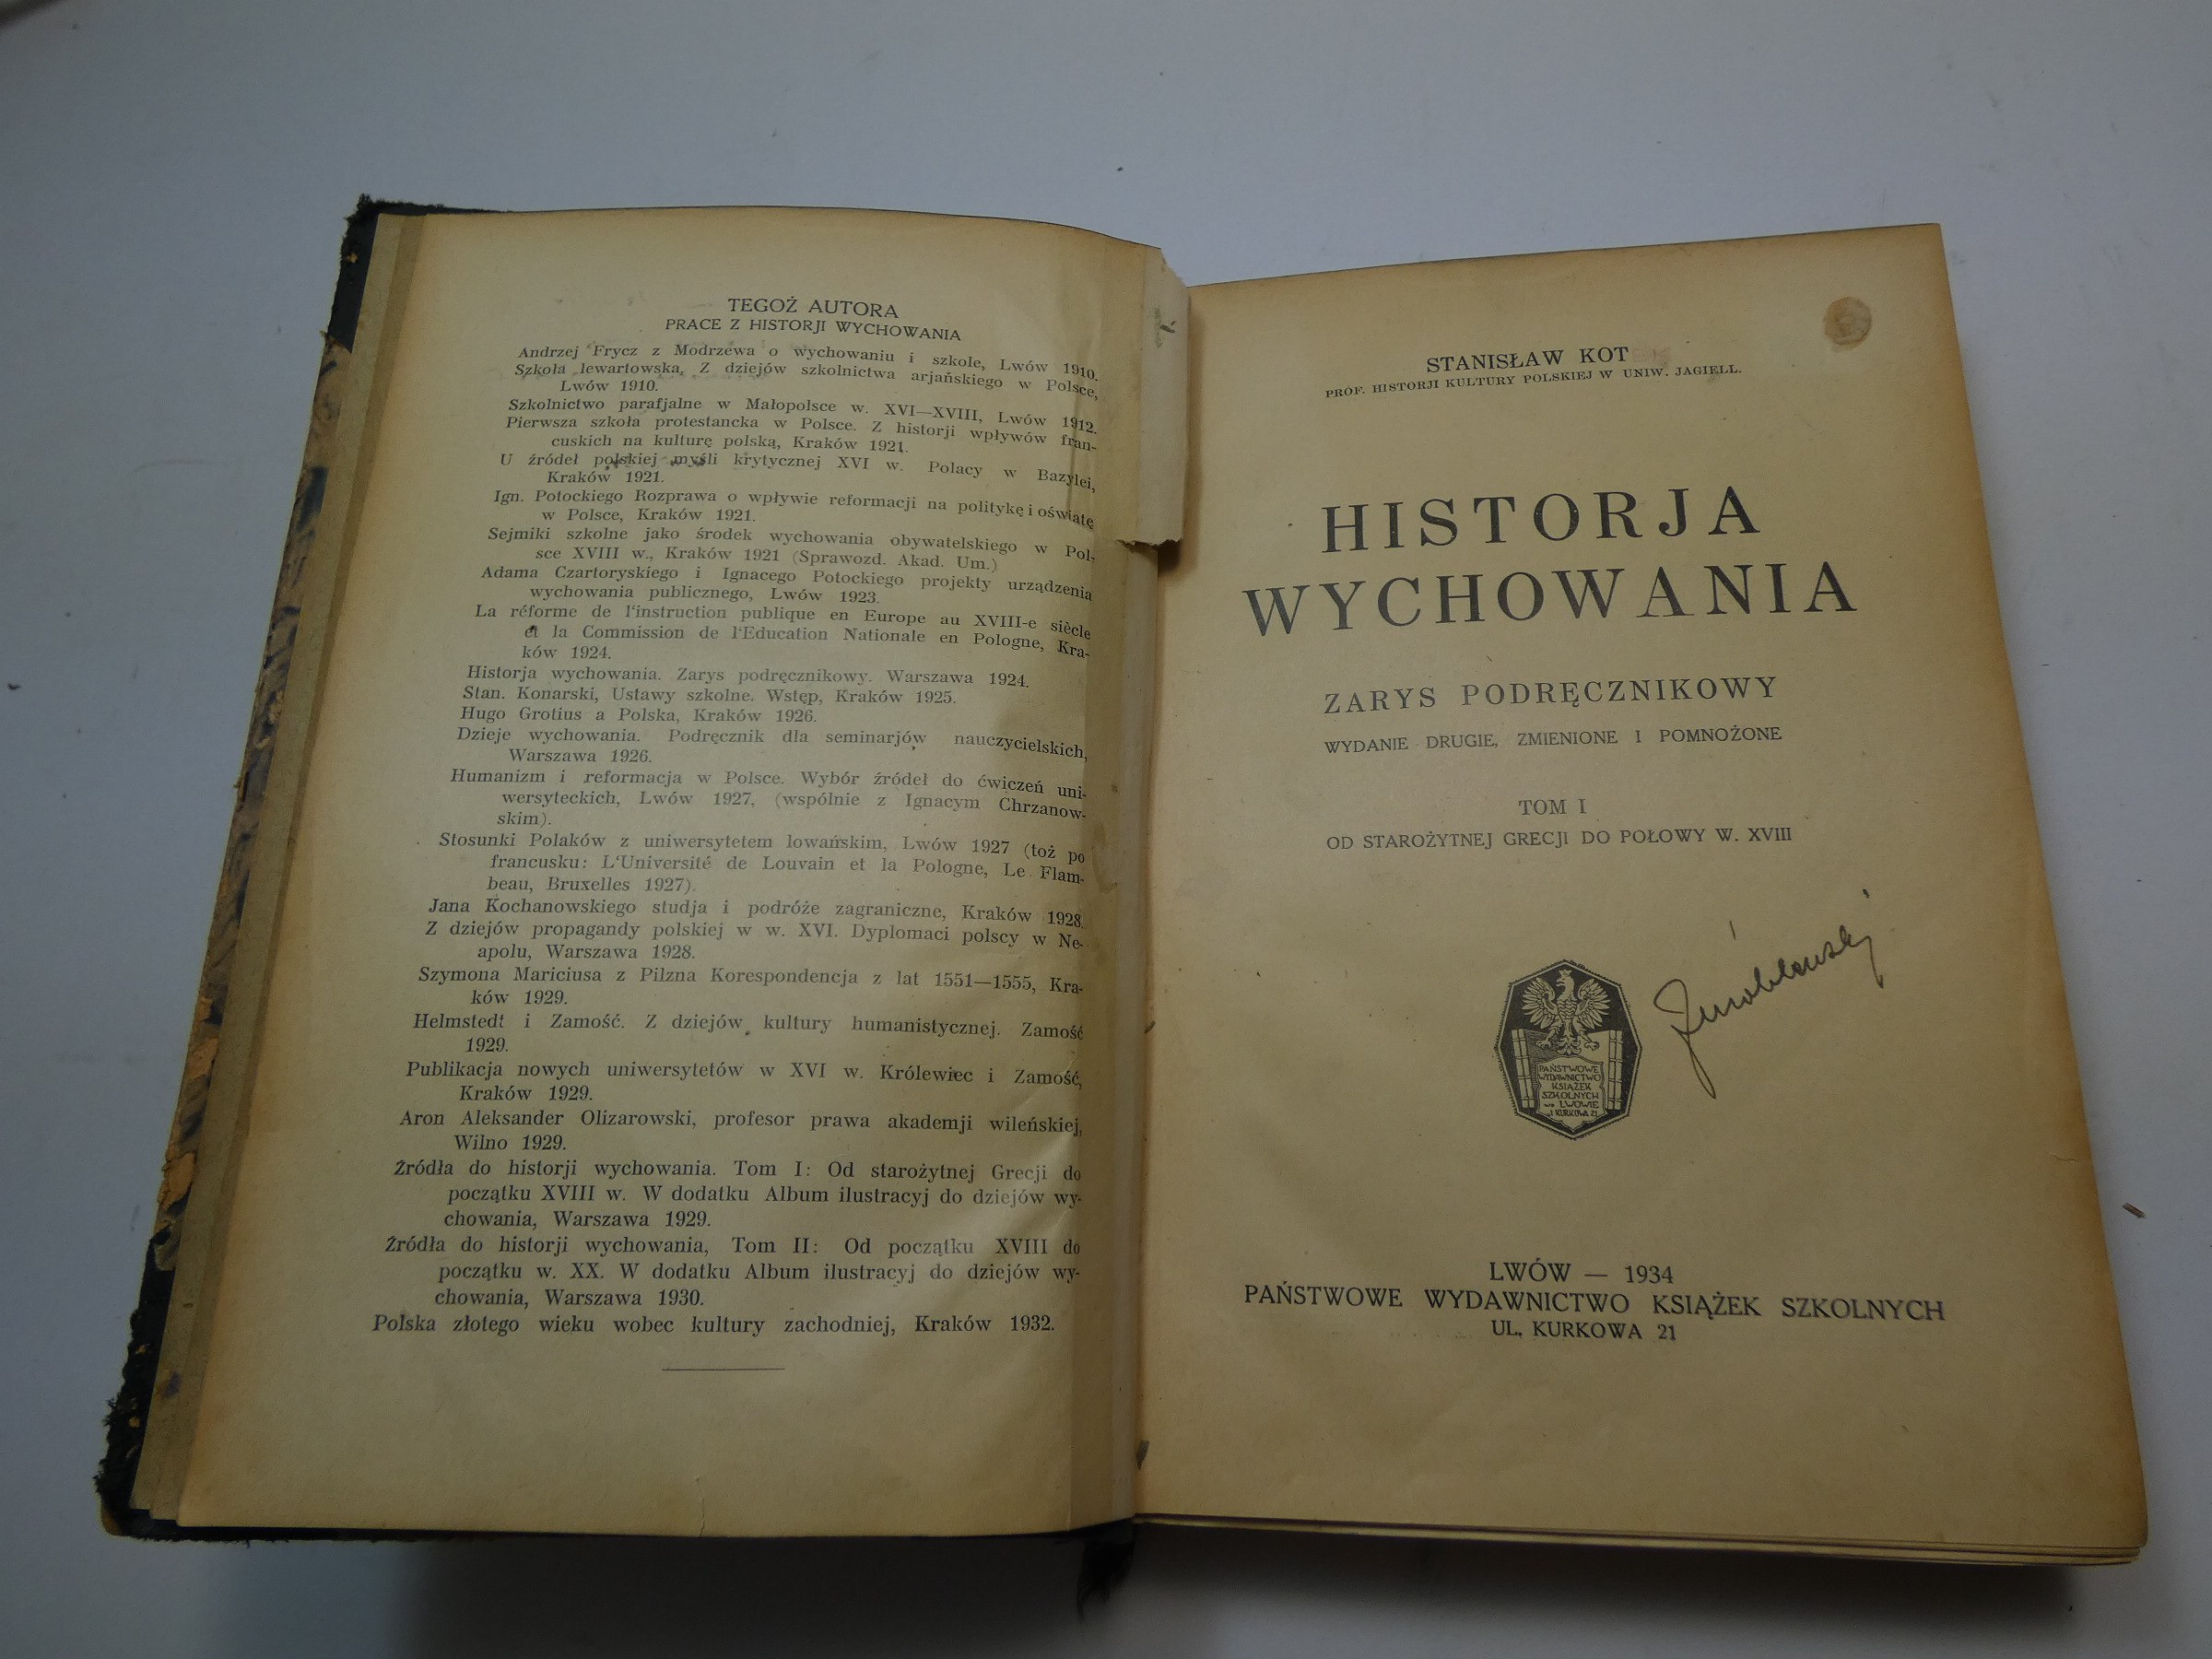 TEGOŻ AUTORA
PRACE Z HISTORJI WYCHOWANIA
Andrzej Frycz z Modrzewa o wychowaniu i szkole, Lwów 1910.
Szkoła lewartowska. Z dziejów szkolnictwa arjańskiego w Polsce,
Lwów 1910.
Szkolnictwo parafjalne w Małopolsce w. XVI—XVIII, Lwów 1912.
Pierwsza szkoła protestancka w Polsce. Z historji wpływów fran-
cuskich na kulturę polską, Kraków 1921.
U źródeł polskiej myśli krytycznej XVI w. Polacy w Bazylei,
Kraków 1921.
Ign. Potockiego Rozprawa o wpływie reformacji na politykę i oświatę
w Polsce, Kraków 1921.
Sejmiki szkolne jako środek wychowania obywatelskiego w Pol-
sce XVIII w., Kraków 1921 (Sprawozd. Akad. Um.)
Adama Czartoryskiego i Ignacego Potockiego projekty urządzenia
wychowania publicznego, Lwów 1923.
La réforme de l'instruction publique en Europe au XVIII-e siècle
et la Commission de l'Education Nationale en Pologne, Kra-
ków 1924.
Historja wychowania. Zarys podręcznikowy. Warszawa 1924.
Stan. Konarski, Ustawy szkolne. Wstęp, Kraków 1925.
Hugo Grotius a Polska, Kraków 1926.
Dzieje wychowania. Podręcznik dla seminarjów nauczycielskich,
Warszawa 1926.
Humanizm i reformacja w Polsce. Wybór źródeł do ćwiczeń uni-
wersyteckich, Lwów 1927, (wspólnie z Ignacym Chrzanow-
skim).
Stosunki Polaków z uniwersytetem lowańskim, Lwów 1927 (toż po
francusku: L'Université de Louvain et la Pologne, Le Flam-
beau, Bruxelles 1927).
Jana Kochanowskiego studja i podróże zagraniczne, Kraków 1928.
Z dziejów propagandy polskiej w w. XVI. Dyplomaci polscy w Ne-
apolu, Warszawa 1928.
Szymona Mariciusa z Pilzna Korespondencja z lat 1551—1555, Kra-
ków 1929.
Helmstedt i Zamość. Z dziejów kultury humanistycznej. Zamość
1929.
Publikacja nowych uniwersytetów w XVI w. Królewiec i Zamość,
Kraków 1929.
Aron Aleksander Olizarowski, profesor prawa akademji wileńskiej,
Wilno 1929.
Źródła do historji wychowania. Tom I: Od starożytnej Grecji do
początku XVIII w. W dodatku Album ilustracyj do dziejów wy-
chowania, Warszawa 1929.
Źródła do historji wychowania, Tom II: Od początku XVIII do
początku w. XX. W dodatku Album ilustracyj do dziejów wy-
chowania, Warszawa 1930.
Polska złotego wieku wobec kultury zachodniej, Kraków 1932.
STANISŁAW KOT
PROF. HISTORJI KULTURY POLSKIEJ W UNIW. JAGIELL.
HISTORJA
WYCHOWANIA
ZARYS PODRĘCZNIKOWY
WYDANIE DRUGIE, ZMIENIONE I POMNOŻONE
TOM I
OD STAROŻYTNEJ GRECJI DO POŁOWY W. XVIII
PAŃSTWOWE
WYDAWNICTWO
KSIĄŻEK
SZKOLNYCH
we LWOWIE
KURKOWA 21
LWÓW — 1934
PAŃSTWOWE WYDAWNICTWO KSIĄŻEK SZKOLNYCH
UL. KURKOWA 21